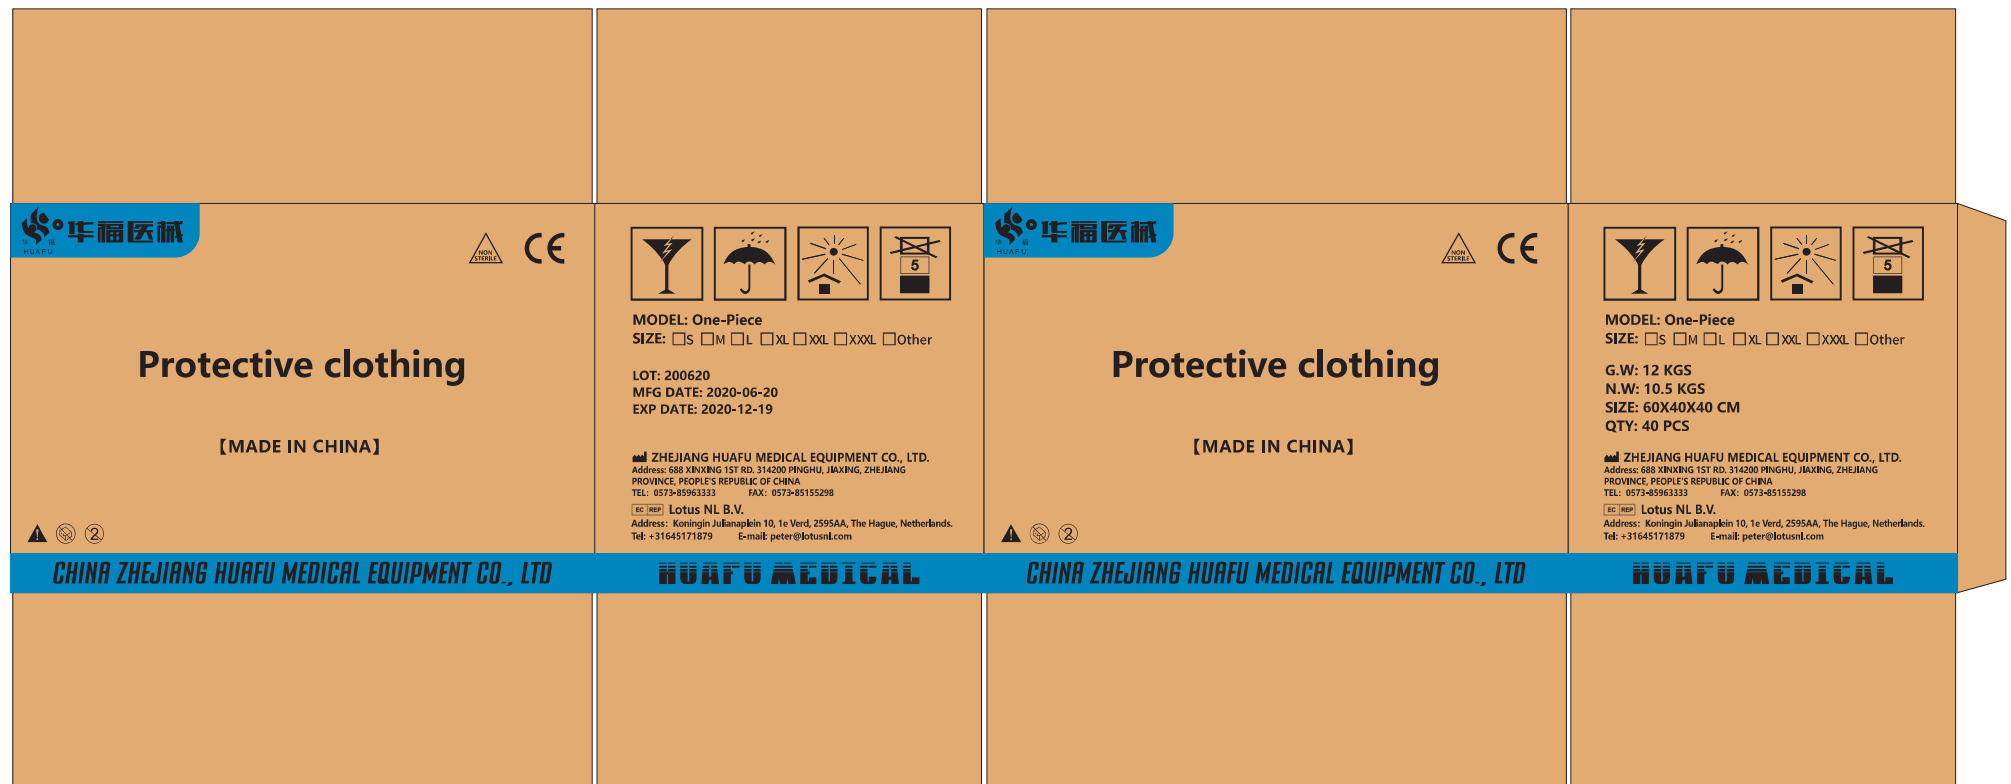 华福医械
华 福
HUAFU
NON
STERILE
CE
Protective clothing
【MADE IN CHINA】
2
CHINA ZHEJIANG HUAFU MEDICAL EQUIPMENT CO., LTD
5
MODEL: One-Piece
SIZE: □S □M □L □XL □XXL □XXXL □Other
LOT: 200620
MFG DATE: 2020-06-20
EXP DATE: 2020-12-19
ZHEJIANG HUAFU MEDICAL EQUIPMENT CO., LTD.
Address: 688 XINXING 1ST RD. 314200 PINGHU, JIAXING, ZHEJIANG
PROVINCE, PEOPLE'S REPUBLIC OF CHINA
TEL: 0573-85963333 FAX: 0573-85155298
EC REP Lotus NL B.V.
Address: Koningin Julianaplein 10, 1e Verd, 2595AA, The Hague, Netherlands.
Tel: +31645171879 E-mail: peter@lotusnl.com
HUAFU MEDICAL
华福医械
华 福
HUAFU
NON
STERILE
CE
Protective clothing
【MADE IN CHINA】
2
CHINA ZHEJIANG HUAFU MEDICAL EQUIPMENT CO., LTD
5
MODEL: One-Piece
SIZE: □S □M □L □XL □XXL □XXXL □Other
G.W: 12 KGS
N.W: 10.5 KGS
SIZE: 60X40X40 CM
QTY: 40 PCS
ZHEJIANG HUAFU MEDICAL EQUIPMENT CO., LTD.
Address: 688 XINXING 1ST RD. 314200 PINGHU, JIAXING, ZHEJIANG
PROVINCE, PEOPLE'S REPUBLIC OF CHINA
TEL: 0573-85963333 FAX: 0573-85155298
EC REP Lotus NL B.V.
Address: Koningin Julianaplein 10, 1e Verd, 2595AA, The Hague, Netherlands.
Tel: +31645171879 E-mail: peter@lotusnl.com
HUAFU MEDICAL